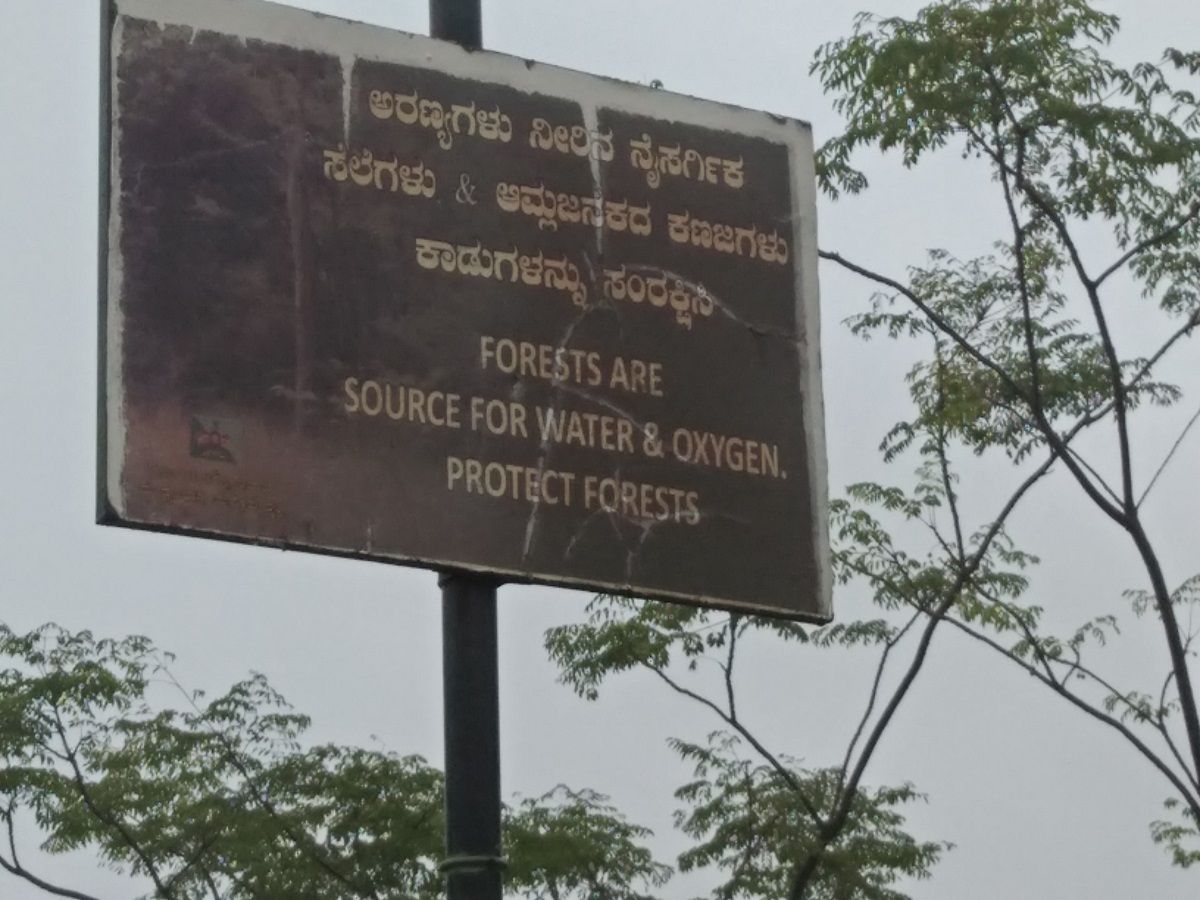 ಅರಣ್ಯಗಳು ನೀರಿನ ನೈಸರ್ಗಿಕ
ಸೆಲೆಗಳು & ಆಮ್ಲಜನಕದ ಕಣಜಗಳು
ಕಾಡುಗಳನ್ನು ಸಂರಕ್ಷಿಸಿ
FORESTS ARE
SOURCE FOR WATER & OXYGEN.
PROTECT FORESTS